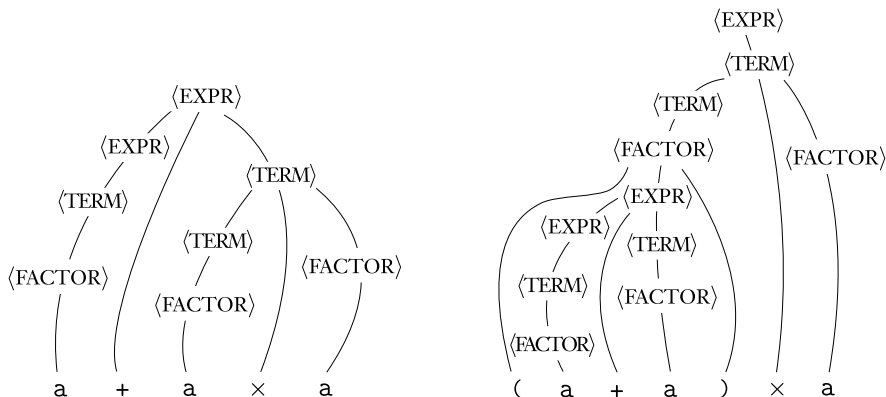 ⟨EXPR⟩
⟨EXPR⟩
⟨TERM⟩
⟨TERM⟩
⟨TERM⟩
⟨FACTOR⟩
⟨FACTOR⟩
⟨FACTOR⟩
a + a × a
⟨EXPR⟩
⟨TERM⟩
⟨TERM⟩
⟨FACTOR⟩
⟨FACTOR⟩
⟨EXPR⟩
⟨EXPR⟩
⟨TERM⟩
⟨TERM⟩
⟨FACTOR⟩
⟨FACTOR⟩
( a + a ) × a